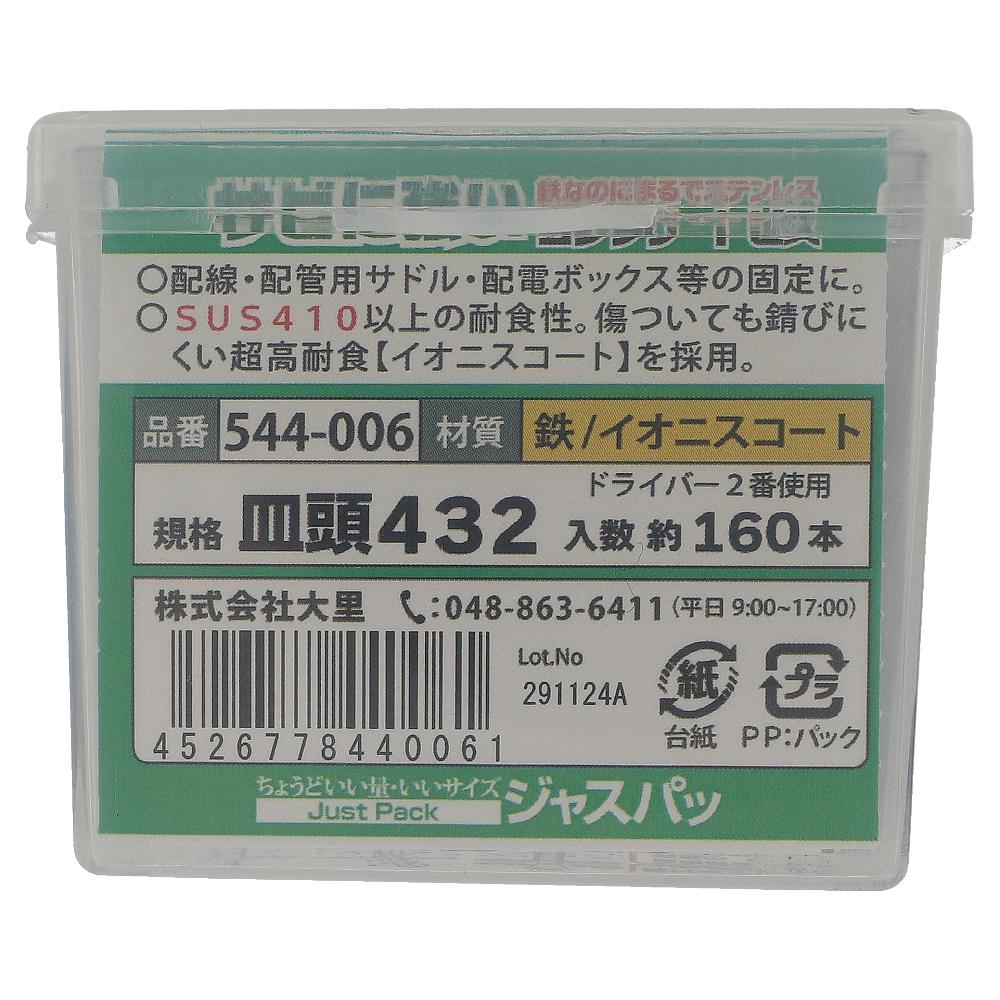 サビに強い
鉄なのにまるでステンレス
○配線・配管用サドル・配電ボックス等の固定に。
○SUS410以上の耐食性。傷ついても錆びに
くい超高耐食【イオニスコート】を採用。
品番 544-006 材質 鉄/イオニスコート
ドライバー2番使用
規格 皿頭432 入数 約160本
株式会社大里 :048-863-6411(平日 9:00~17:00)
Lot.No
291124A
紙 プラ
台紙 PP:パック
4526778440061
ちょうどいい量・いいサイズ
Just Pack ジャスパッ